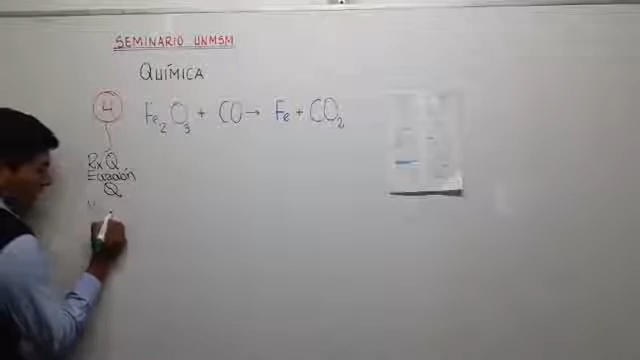 SEMINARIO UNMSM
QUÍMICA
4 Fe2O3 + CO → Fe + CO2
Rx Q
Ecuación
Q